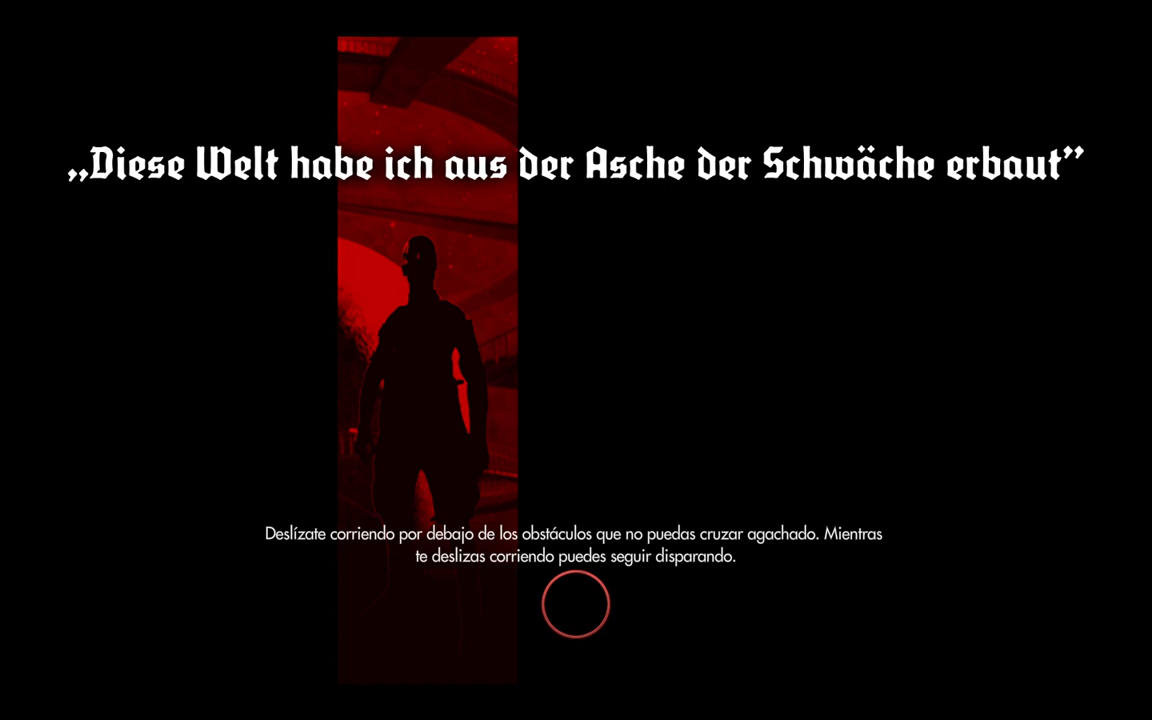 „Diese Welt habe ich aus der Asche der Schwäche erbaut”
Deslízate corriendo por debajo de los obstáculos que no puedas cruzar agachado. Mientras
te deslizas corriendo puedes seguir disparando.